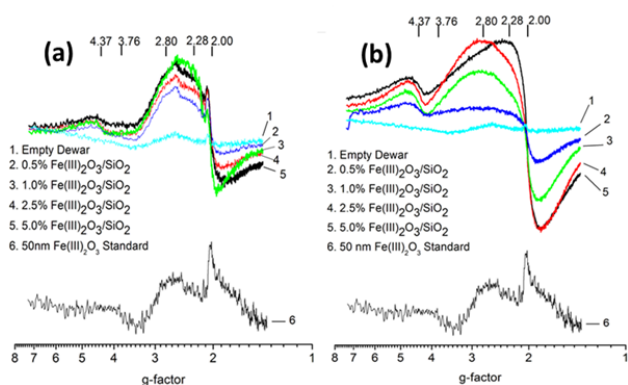 (a)
4.37 3.76 2.80 2.28 2.00
1
2
3
4
5
1. Empty Dewar
2. 0.5% Fe(III)2O3/SiO2
3. 1.0% Fe(III)2O3/SiO2
4. 2.5% Fe(III)2O3/SiO2
5. 5.0% Fe(III)2O3/SiO2
6. 50nm Fe(III)2O3 Standard
6
8 7 6 5 4 3 2 1
g-factor
(b)
4.37 3.76 2.80 2.28 2.00
1
2
3
4
5
1. Empty Dewar
2. 0.5% Fe(III)2O3/SiO2
3. 1.0% Fe(III)2O3/SiO2
4. 2.5% Fe(III)2O3/SiO2
5. 5.0% Fe(III)2O3/SiO2
6. 50 nm Fe(III)2O3 Standard
6
8 7 6 5 4 3 2 1
g-factor